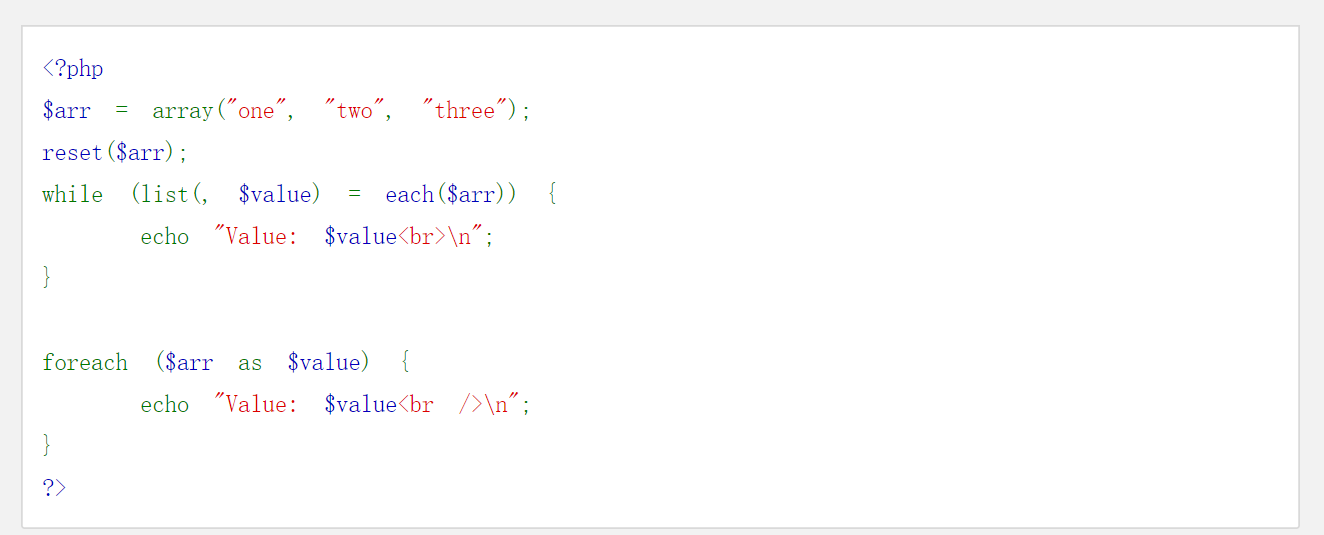 <?php
$arr = array("one", "two", "three");
reset($arr);
while (list(, $value) = each($arr)) {
echo "Value: $value<br>\n";
}
foreach ($arr as $value) {
echo "Value: $value<br />\n";
}
?>